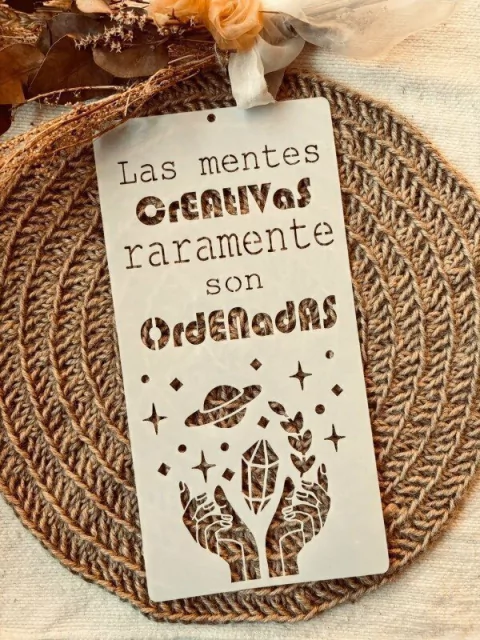 Las mentes
CrEAtIVaS
raramente
son
OrdENadAS